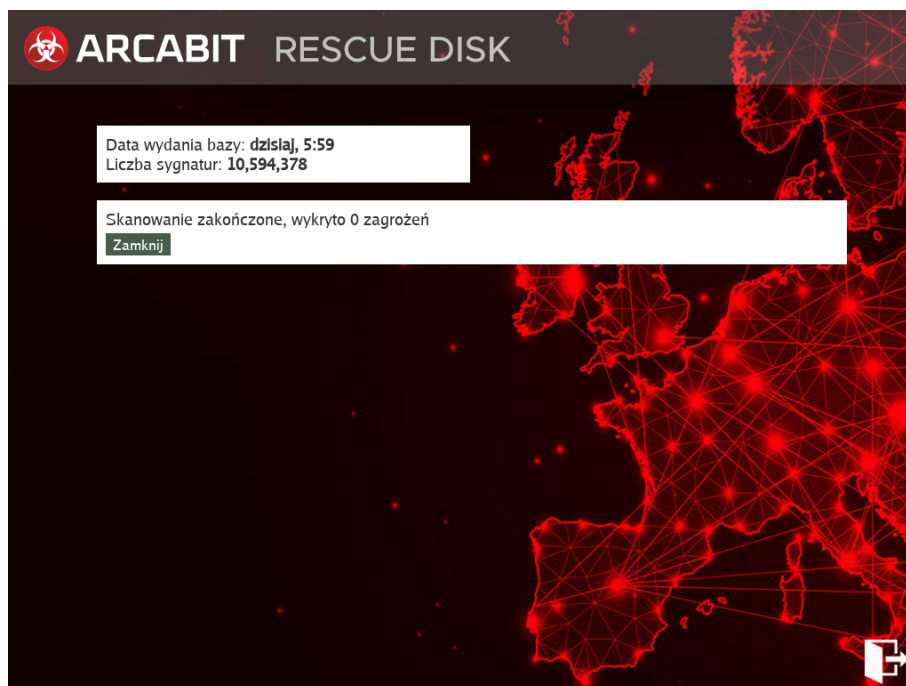 ARCABIT RESCUE DISK
Data wydania bazy: dzisiaj, 5:59
Liczba sygnatur: 10,594,378
Skanowanie zakończone, wykryto 0 zagrożeń
Zamknij